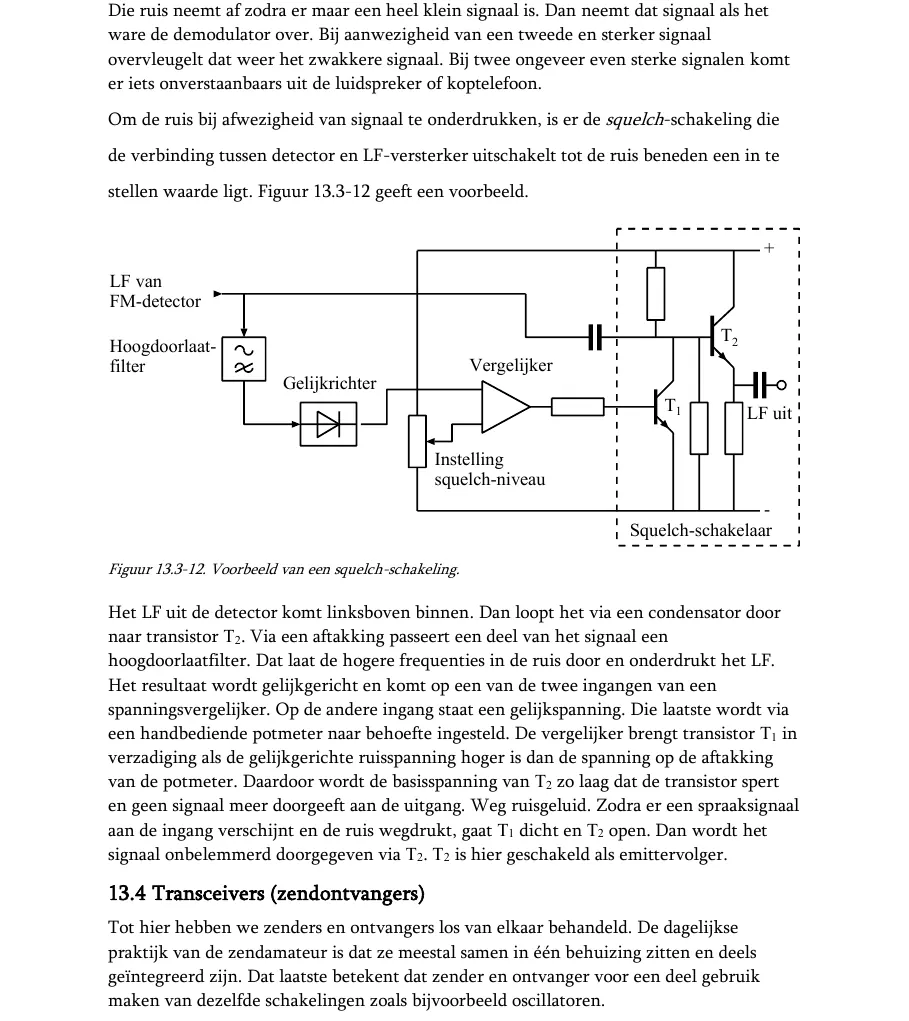 Die ruis neemt af zodra er maar een heel klein signaal is. Dan neemt dat signaal als het
ware de demodulator over. Bij aanwezigheid van een tweede en sterker signaal
overvleugelt dat weer het zwakkere signaal. Bij twee ongeveer even sterke signalen komt
er iets onverstaanbaars uit de luidspreker of koptelefoon.
Om de ruis bij afwezigheid van signaal te onderdrukken, is er de squelch-schakeling die
de verbinding tussen detector en LF-versterker uitschakelt tot de ruis beneden een in te
stellen waarde ligt. Figuur 13.3-12 geeft een voorbeeld.
+
LF van
FM-detector
Hoogdoorlaat-
filter
Gelijkrichter
Vergelijker
T2
T1
LF uit
Instelling
squelch-niveau
-
Squelch-schakelaar
Figuur 13.3-12. Voorbeeld van een squelch-schakeling.
Het LF uit de detector komt linksboven binnen. Dan loopt het via een condensator door
naar transistor T2. Via een aftakking passeert een deel van het signaal een
hoogdoorlaatfilter. Dat laat de hogere frequenties in de ruis door en onderdrukt het LF.
Het resultaat wordt gelijkgericht en komt op een van de twee ingangen van een
spanningsvergelijker. Op de andere ingang staat een gelijkspanning. Die laatste wordt via
een handbediende potmeter naar behoefte ingesteld. De vergelijker brengt transistor T1 in
verzadiging als de gelijkgerichte ruisspanning hoger is dan de spanning op de aftakking
van de potmeter. Daardoor wordt de basisspanning van T2 zo laag dat de transistor spert
en geen signaal meer doorgeeft aan de uitgang. Weg ruisgeluid. Zodra er een spraaksignaal
aan de ingang verschijnt en de ruis wegdrukt, gaat T1 dicht en T2 open. Dan wordt het
signaal onbelemmerd doorgegeven via T2. T2 is hier geschakeld als emittervolger.
13.4 Transceivers (zendontvangers)
Tot hier hebben we zenders en ontvangers los van elkaar behandeld. De dagelijkse
praktijk van de zendamateur is dat ze meestal samen in één behuizing zitten en deels
geïntegreerd zijn. Dat laatste betekent dat zender en ontvanger voor een deel gebruik
maken van dezelfde schakelingen zoals bijvoorbeeld oscillatoren.